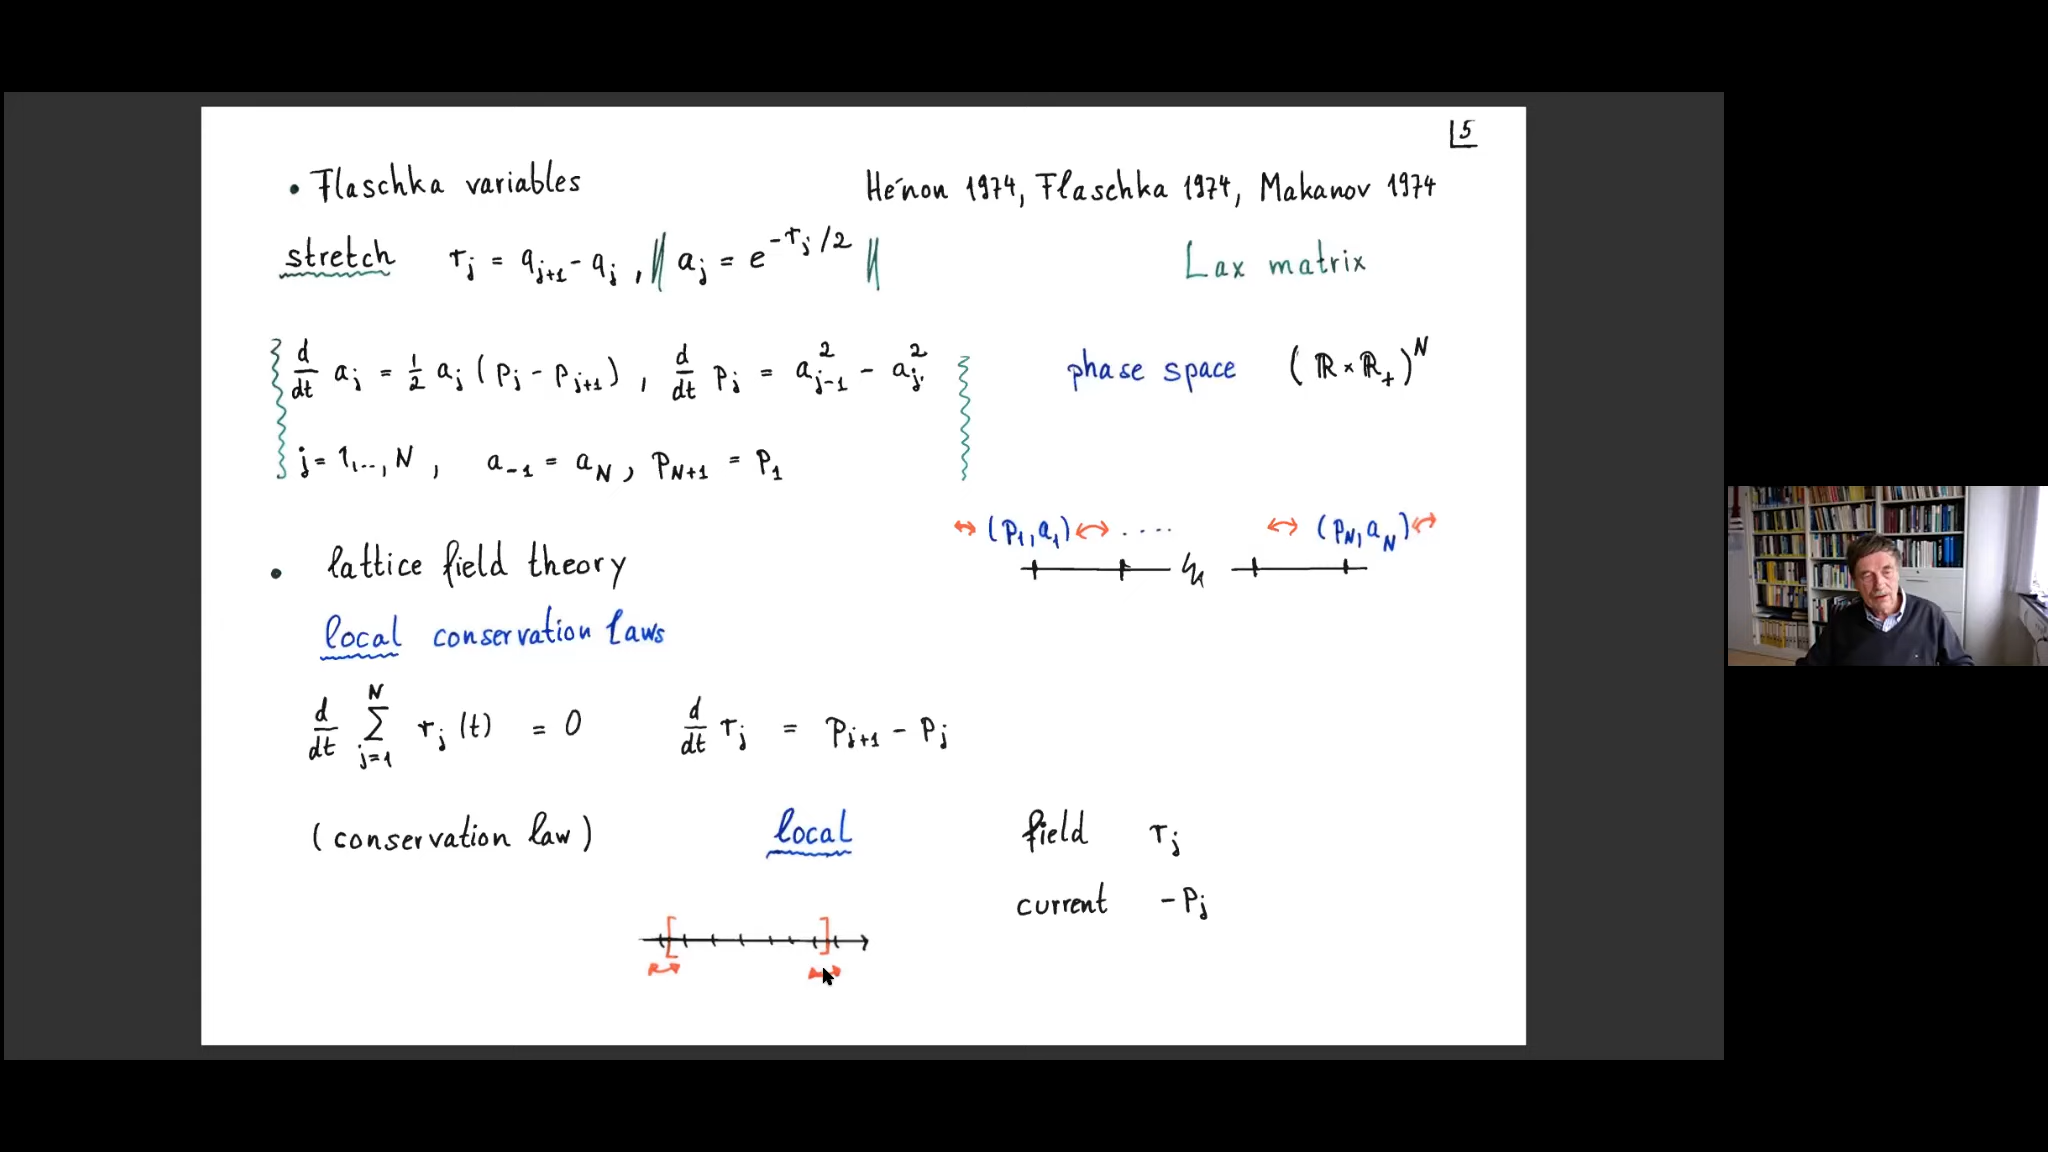 5
• Flaschka variables Hénon 1974, Flaschka 1974, Makanov 1974
stretch r_j = q_{j+1} - q_j , || a_j = e^{-r_j/2} || Lax matrix
d/dt a_j = 1/2 a_j (p_j - p_{j+1}) , d/dt p_j = a_{j-1}^2 - a_j^2 phase space (ℝ × ℝ_+)^N
j = 1,..., N , a_{-1} = a_N , p_{N+1} = p_1
↔ (p_1, a_1) ↔ .... ↔ (p_N, a_N) ↔
• lattice field theory
local conservation laws
d/dt Σ_{j=1}^N r_j (t) = 0 d/dt r_j = p_{j+1} - p_j
(conservation law) local field r_j
current -p_j